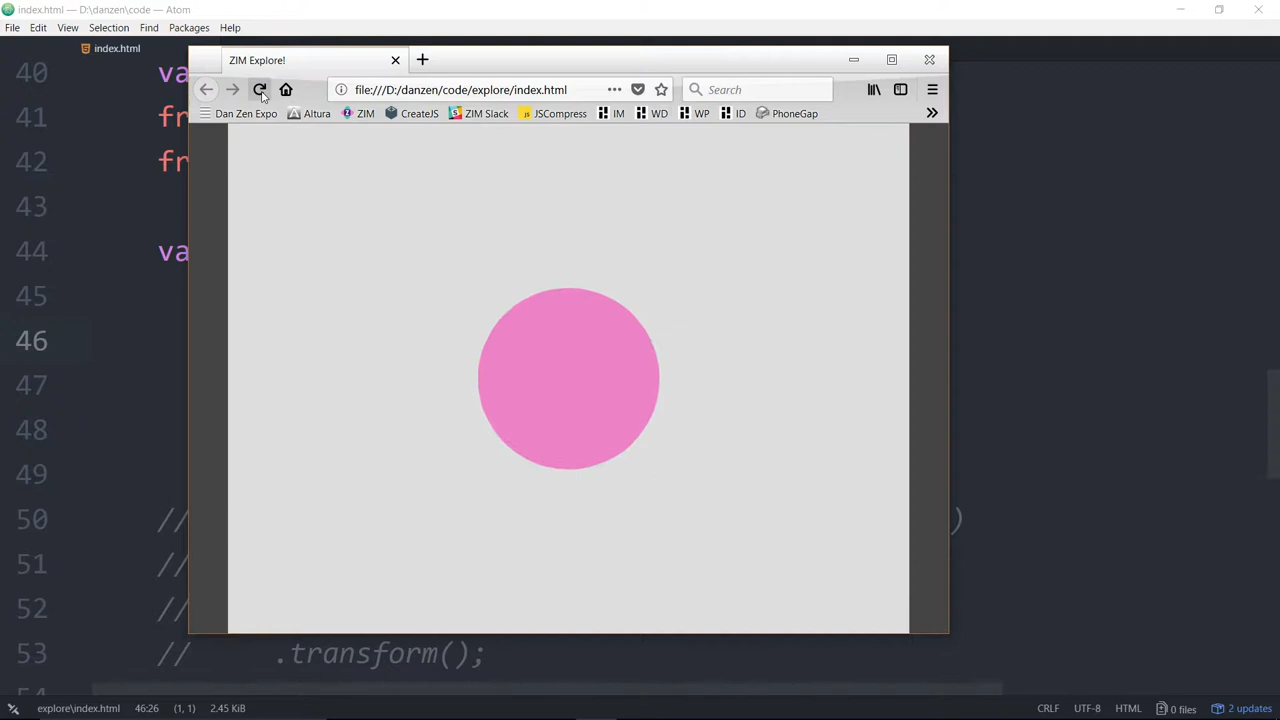 index.html — D:\danzen\code — Atom
File Edit View Selection Find Packages Help
index.html
ZIM Explore!
file:///D:/danzen/code/explore/index.html
Search
Dan Zen Expo Altura ZIM CreateJS ZIM Slack JSCompress IM WD WP ID PhoneGap
40 va
41 fr
42 fr
43
44 va
45
46
47
48
49
50 // )
51 //
52 //
53 // .transform();
54
explore\index.html 46:26 (1, 1) 2.45 KiB CRLF UTF-8 HTML 0 files 2 updates